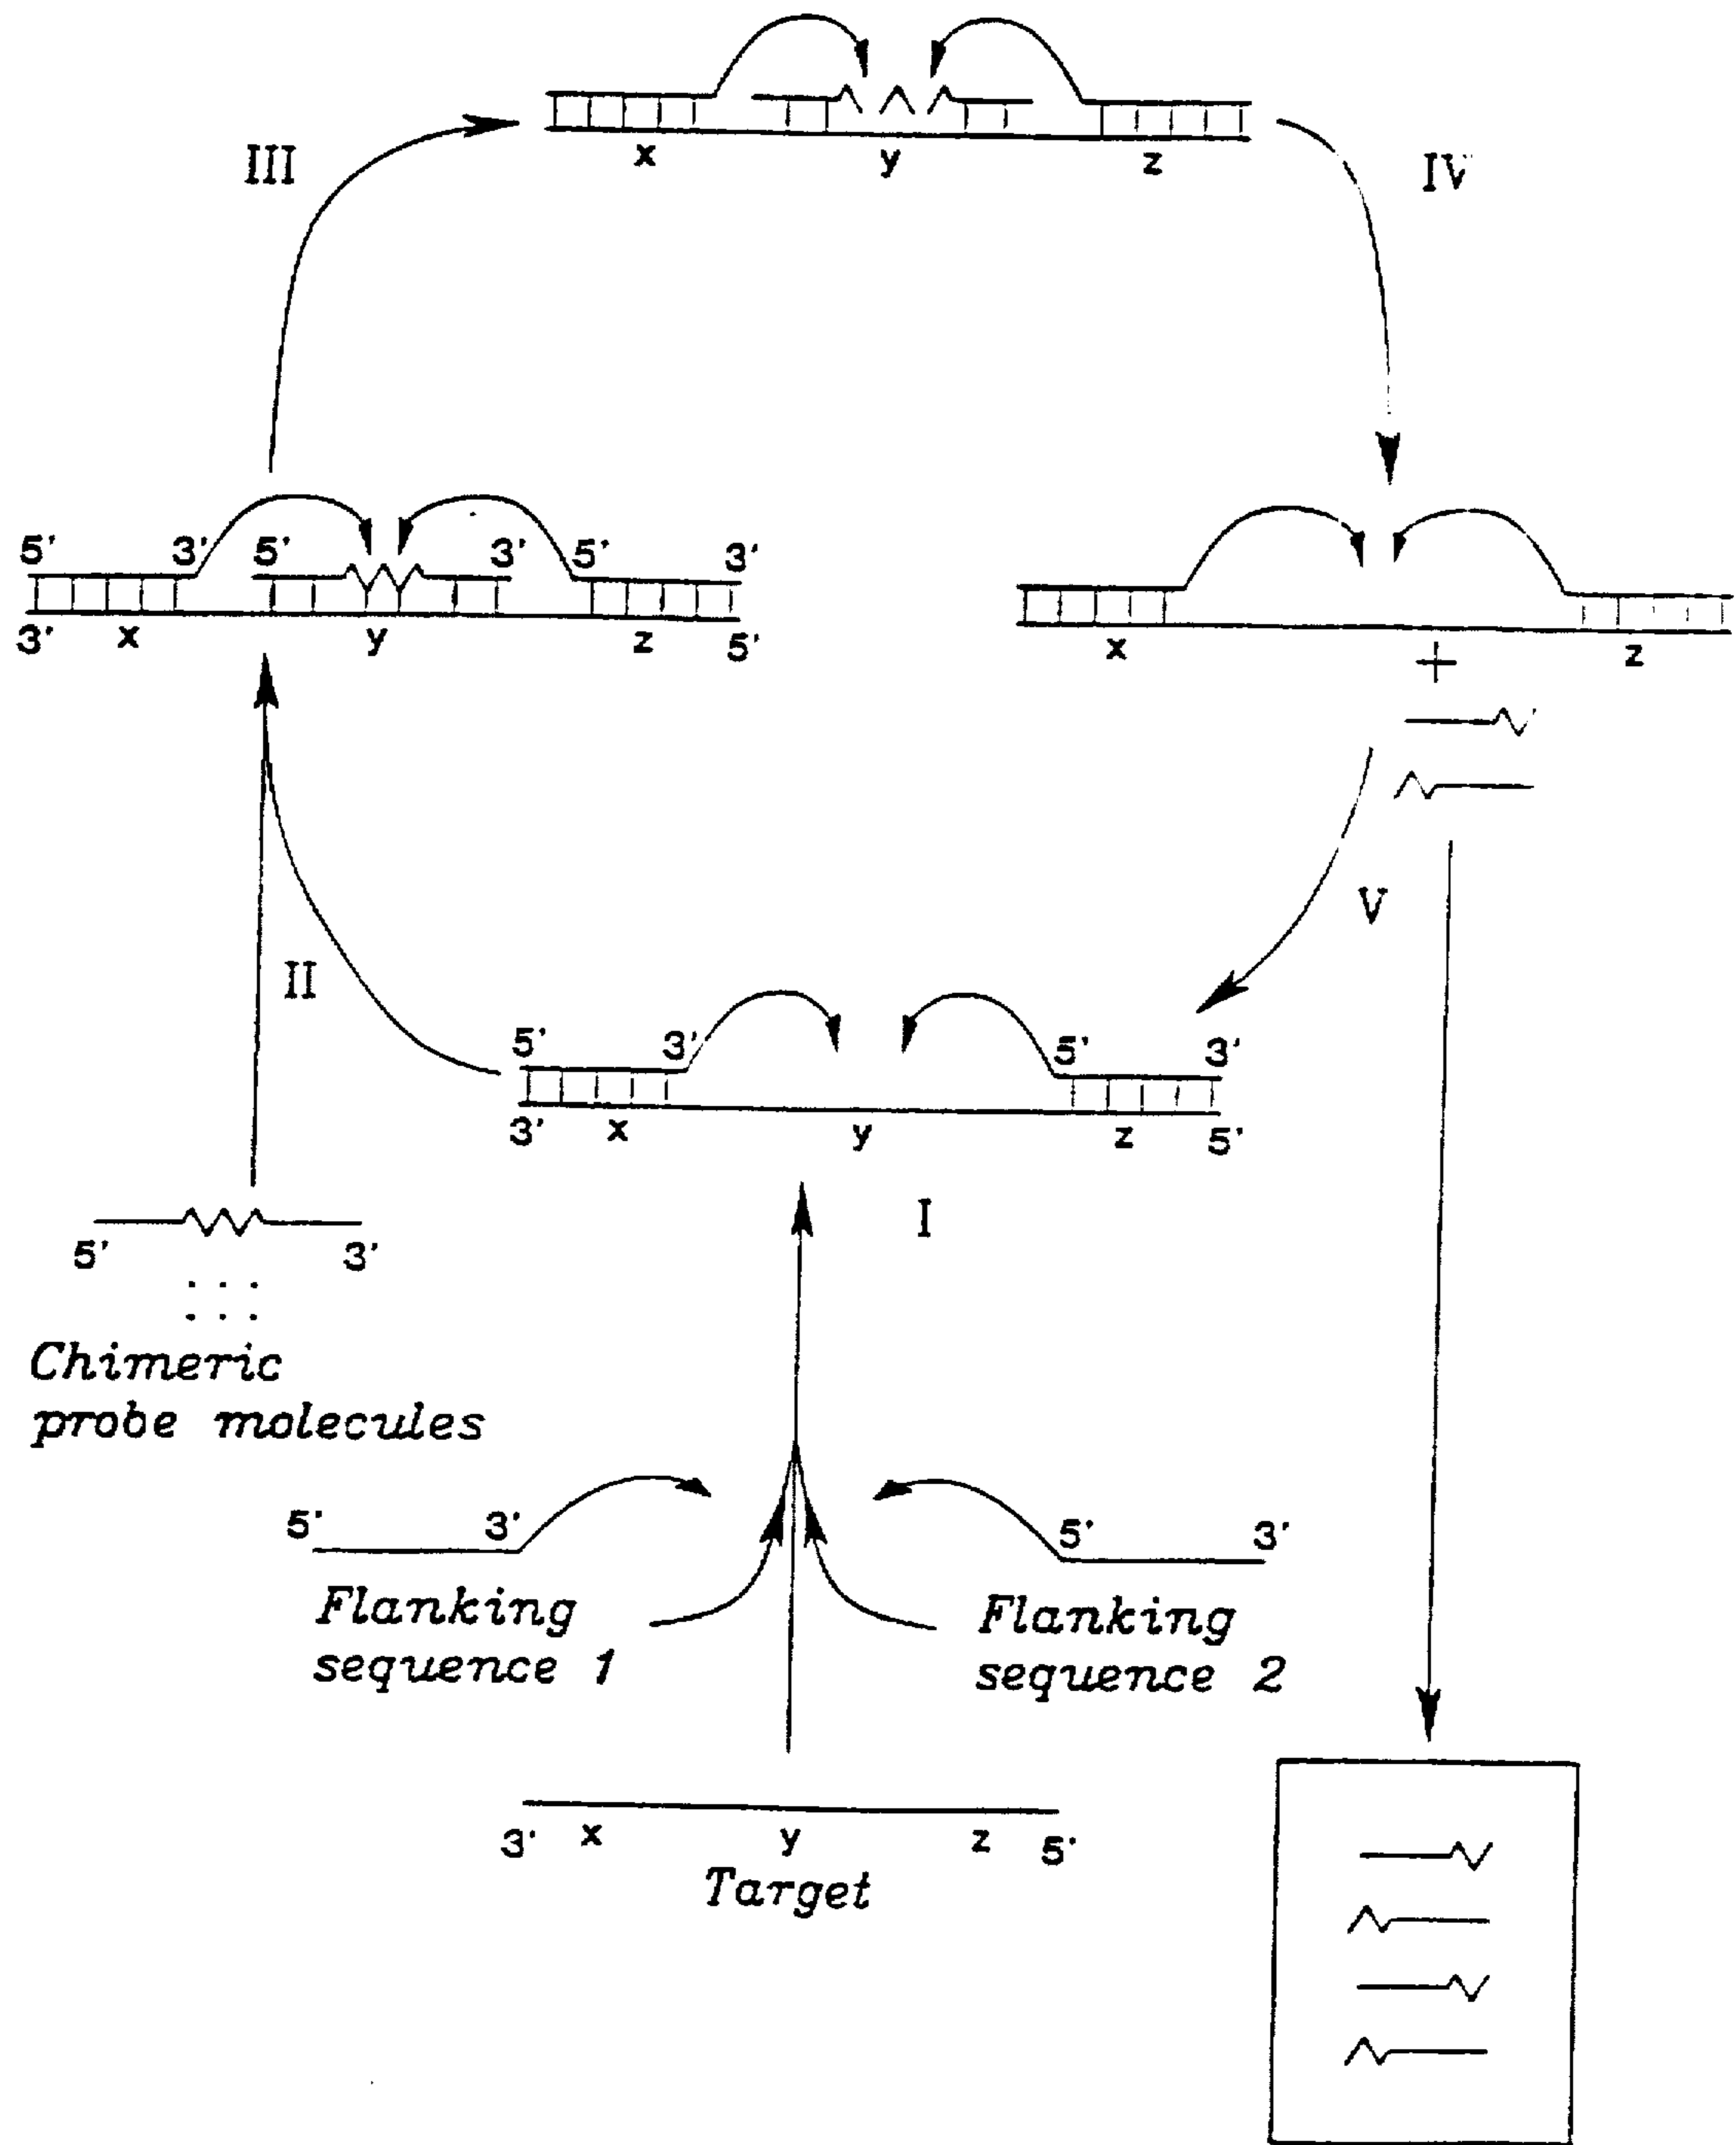 x y z
III
IV
5' 3' 5' 3' 5' 3'
3' x y z 5'
x z
+
V
II
5' 3' 5' 3'
3' x y z 5'
I
5' 3'
Chimeric
probe molecules
5' 3' 5' 3'
Flanking
sequence 1
Flanking
sequence 2
3' x y z 5'
Target